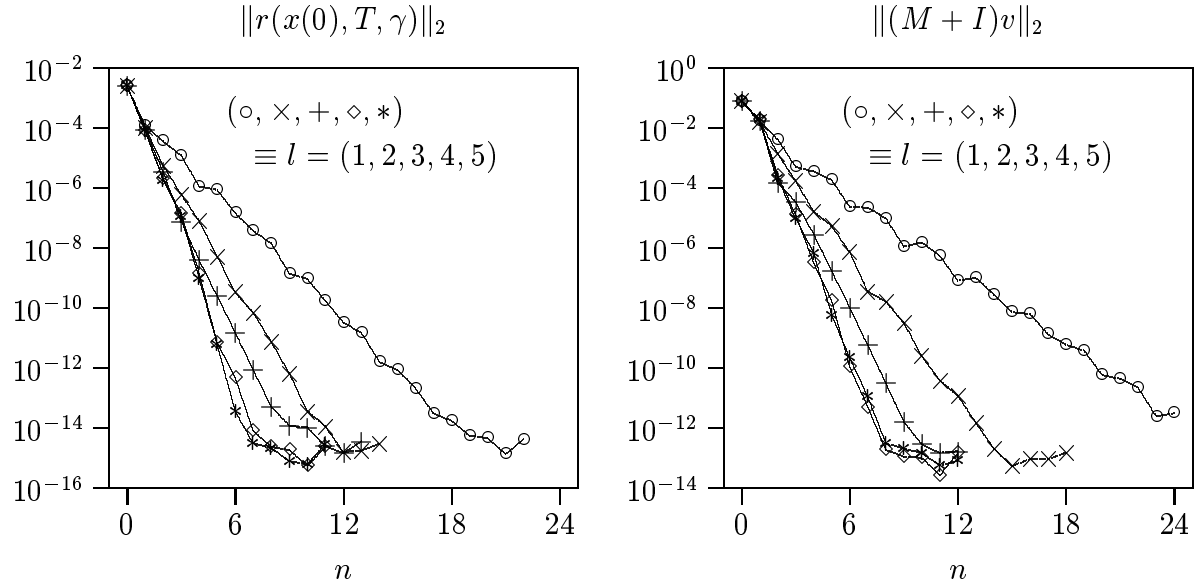 ‖r(x(0), T, γ)‖₂
10⁻²
10⁻⁴
10⁻⁶
10⁻⁸
10⁻¹⁰
10⁻¹²
10⁻¹⁴
10⁻¹⁶
(○, ×, +, ◇, *)
≡ l = (1, 2, 3, 4, 5)
0 6 12 18 24
n
‖(M + I)v‖₂
10⁰
10⁻²
10⁻⁴
10⁻⁶
10⁻⁸
10⁻¹⁰
10⁻¹²
10⁻¹⁴
(○, ×, +, ◇, *)
≡ l = (1, 2, 3, 4, 5)
0 6 12 18 24
n